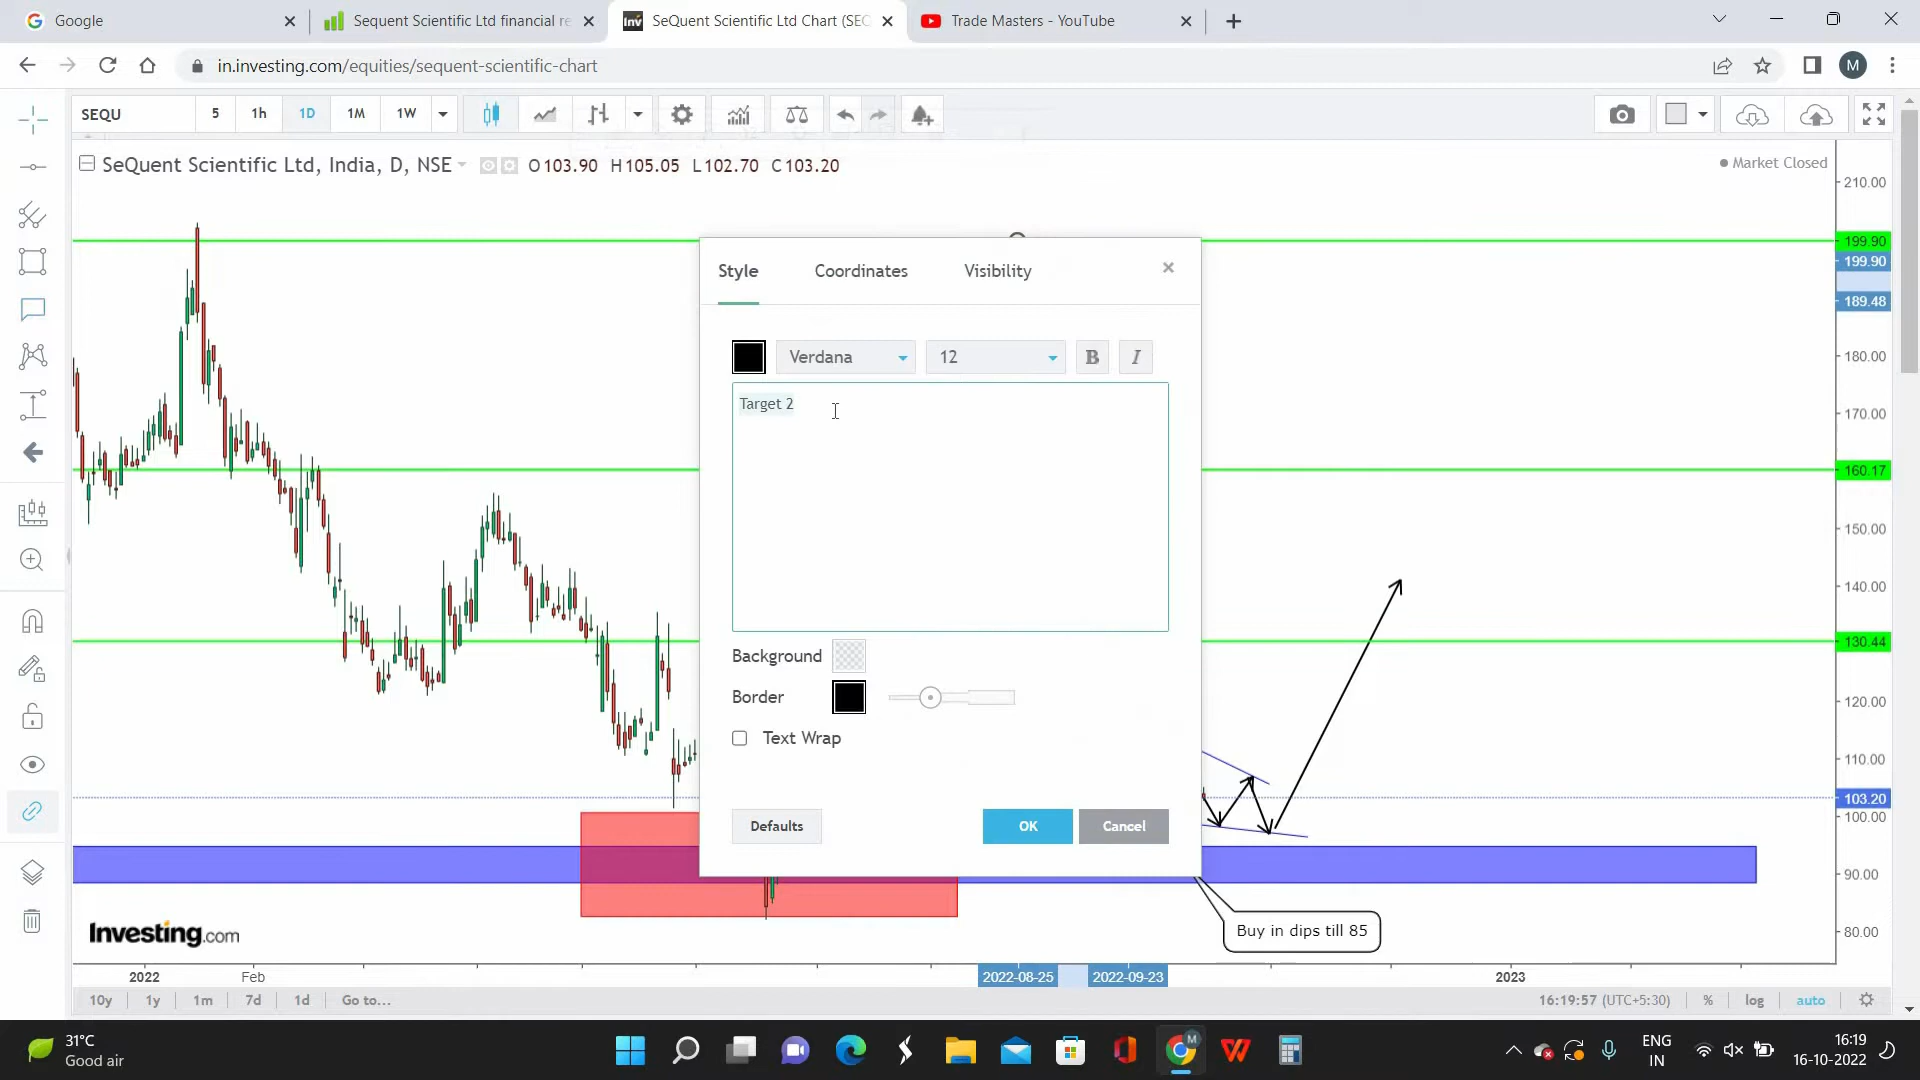 Google
Sequent Scientific Ltd financial re
Inv
SeQuent Scientific Ltd Chart (SEC
Trade Masters - YouTube
in.investing.com/equities/sequent-scientific-chart
M
SEQU
5
1h
1D
1M
1W
SeQuent Scientific Ltd, India, D, NSE
O103.90 H105.05 L102.70 C103.20
Market Closed
210.00
199.90
199.90
189.48
180.00
170.00
160.17
150.00
140.00
130.44
120.00
110.00
103.20
100.00
90.00
80.00
Style
Coordinates
Visibility
Verdana
12
B
I
Target 2
Background
Border
Text Wrap
Defaults
OK
Cancel
Buy in dips till 85
Investing.com
2022
Feb
2022-08-25
2022-09-23
2023
10y
1y
1m
7d
1d
Go to...
16:19:57 (UTC+5:30)
%
log
auto
31°C
Good air
M
ENG
IN
16:19
16-10-2022